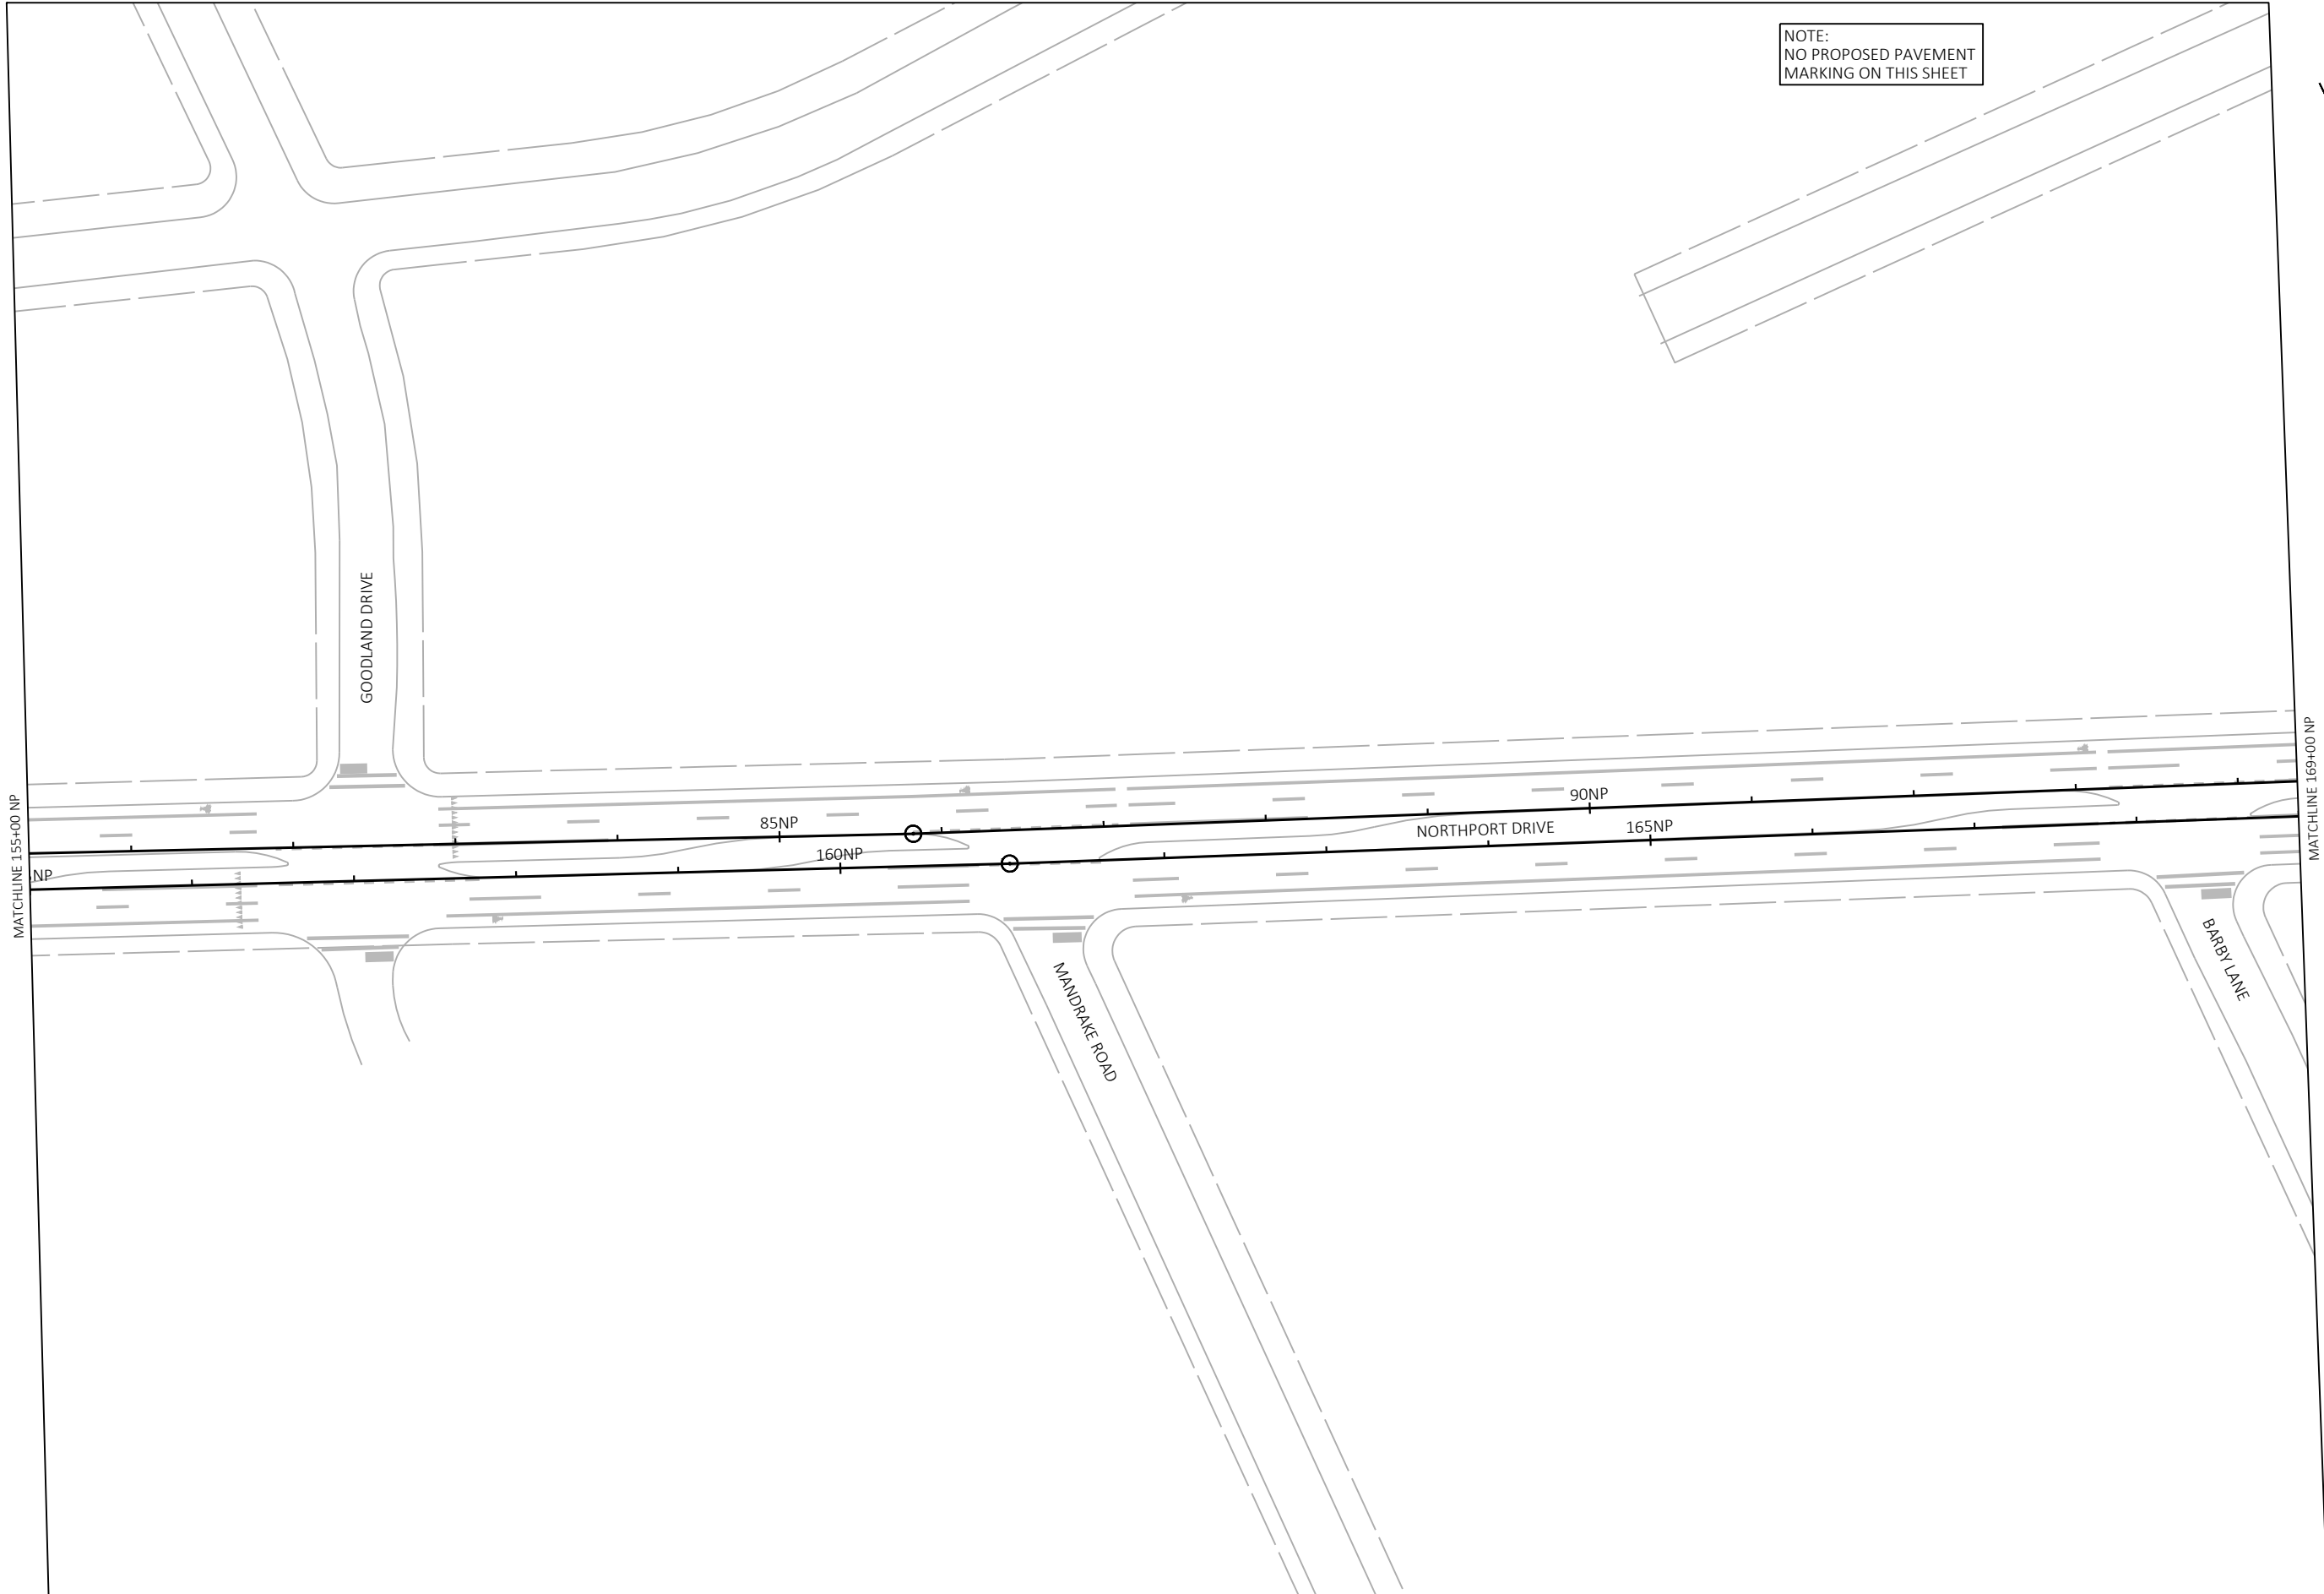 NOTE:
NO PROPOSED PAVEMENT
MARKING ON THIS SHEET
GOODLAND DRIVE
MATCHLINE 155+00 NP
MATCHLINE 169+00 NP
85NP
90NP
NORTHPORT DRIVE
165NP
160NP
NP
MANDRAKE ROAD
BARBY LANE